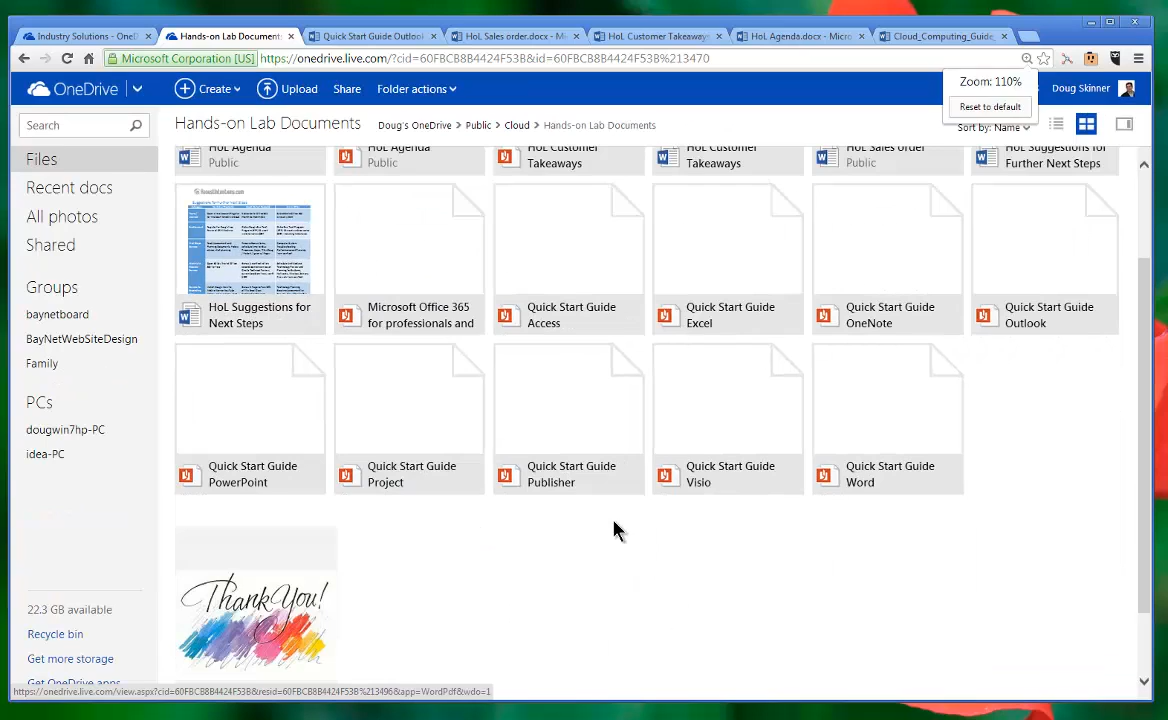 Industry Solutions - OneD
Hands-on Lab Documents
Quick Start Guide Outlook
HoL Sales order.docx - M
HoL Customer Takeaways
HoL Agenda.docx - Micro
Cloud_Computing_Guide_
Microsoft Corporation [US]
https://onedrive.live.com/?cid=60FBCB8B4424F53B&id=60FBCB8B4424F53B%213470
Zoom: 110%
Reset to default
OneDrive
Create
Upload
Share
Folder actions
Doug Skinner
Search
Hands-on Lab Documents
Doug's OneDrive
Public
Cloud
Hands-on Lab Documents
Sort by: Name
Files
Recent docs
All photos
Shared
Groups
baynetboard
BayNetWebSiteDesign
Family
PCs
dougwin7hp-PC
idea-PC
22.3 GB available
Recycle bin
Get more storage
Get OneDrive apps
HoL Agenda
Public
HoL Agenda
Public
HoL Customer
Takeaways
HoL Customer
Takeaways
HoL Sales order
Public
HoL Suggestions for
Further Next Steps
HoL Suggestions for
Next Steps
Microsoft Office 365
for professionals and
Quick Start Guide
Access
Quick Start Guide
Excel
Quick Start Guide
OneNote
Quick Start Guide
Outlook
Quick Start Guide
PowerPoint
Quick Start Guide
Project
Quick Start Guide
Publisher
Quick Start Guide
Visio
Quick Start Guide
Word
Thank You!
https://onedrive.live.com/view.aspx?cid=60FBCB8B4424F53B&resid=60FBCB8B4424F53B%213496&app=WordPdf&wdo=1